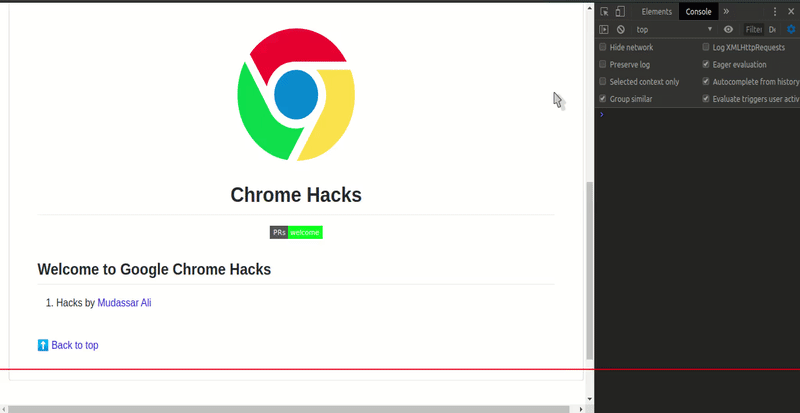 Elements Console »
top Filter De
Hide network Log XMLHttpRequests
Preserve log Eager evaluation
Selected context only Autocomplete from history
Group similar Evaluate triggers user activ
Chrome Hacks
PRs welcome
Welcome to Google Chrome Hacks
1. Hacks by Mudassar Ali
Back to top